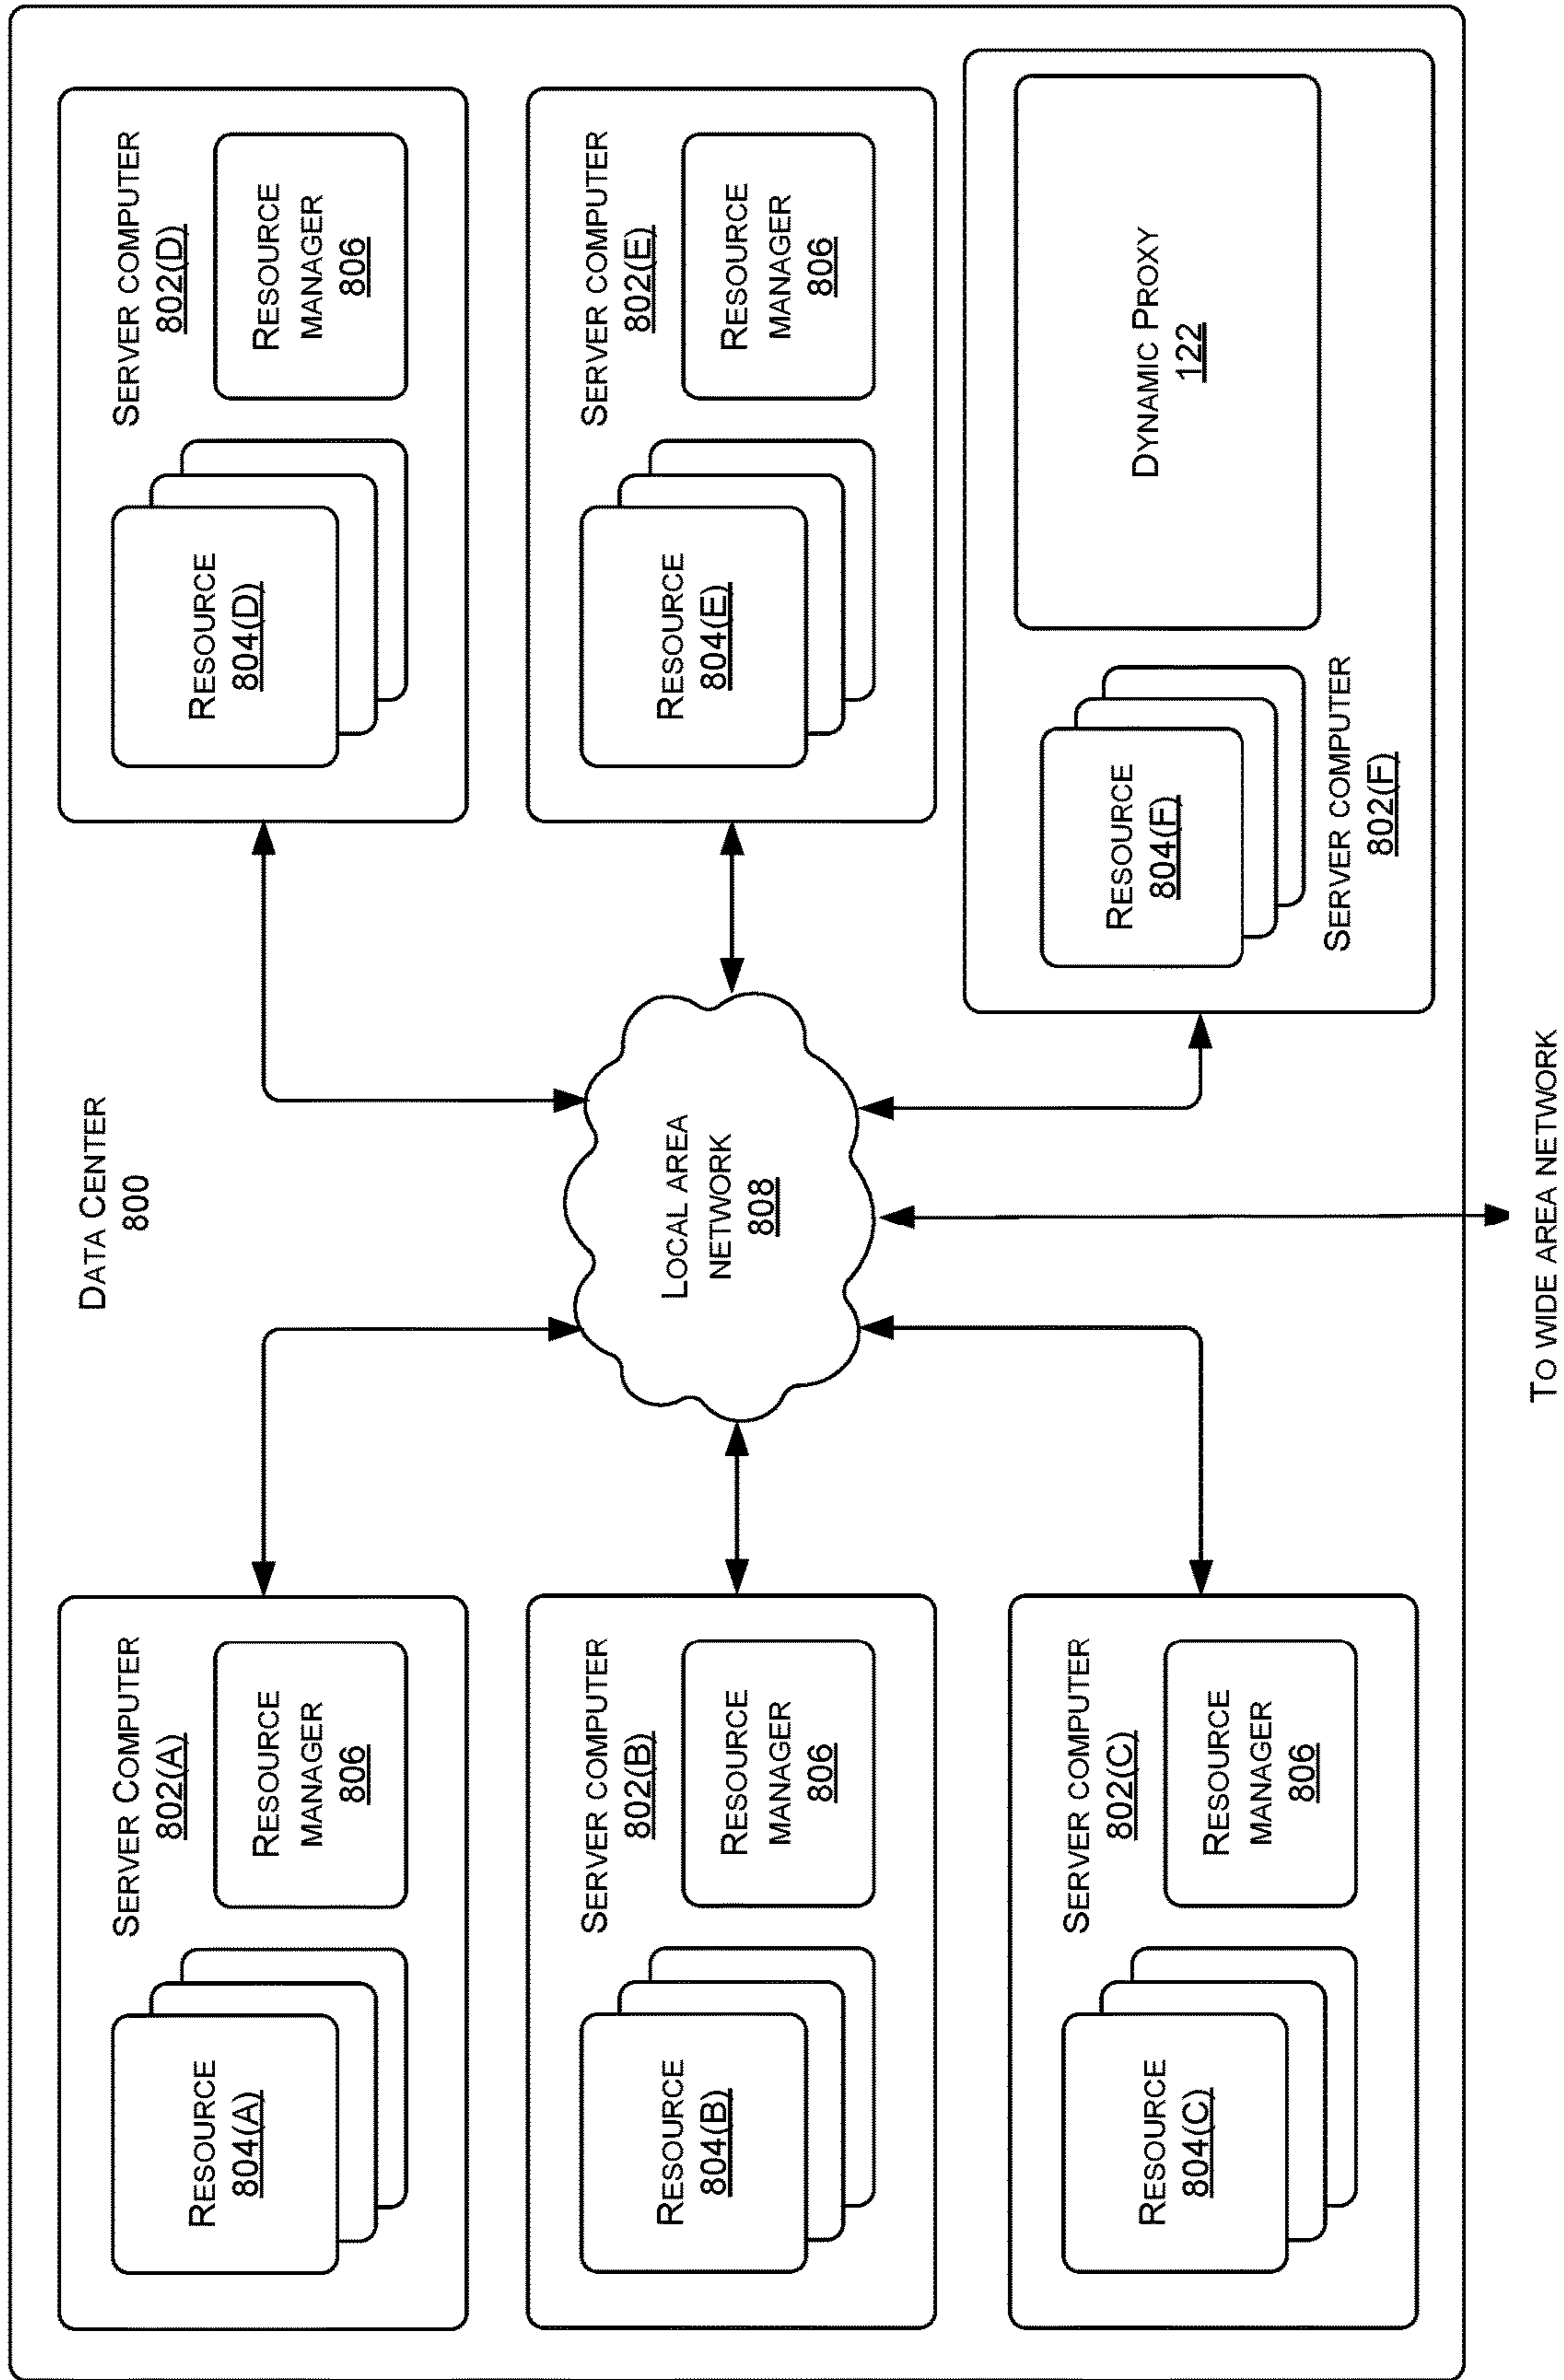 DATA CENTER
800
SERVER COMPUTER
802(A)
RESOURCE
804(A)
RESOURCE
MANAGER
806
SERVER COMPUTER
802(B)
RESOURCE
804(B)
RESOURCE
MANAGER
806
SERVER COMPUTER
802(C)
RESOURCE
804(C)
RESOURCE
MANAGER
806
LOCAL AREA
NETWORK
808
SERVER COMPUTER
802(D)
RESOURCE
804(D)
RESOURCE
MANAGER
806
SERVER COMPUTER
802(E)
RESOURCE
804(E)
RESOURCE
MANAGER
806
RESOURCE
804(F)
DYNAMIC PROXY
122
SERVER COMPUTER
802(F)
TO WIDE AREA NETWORK